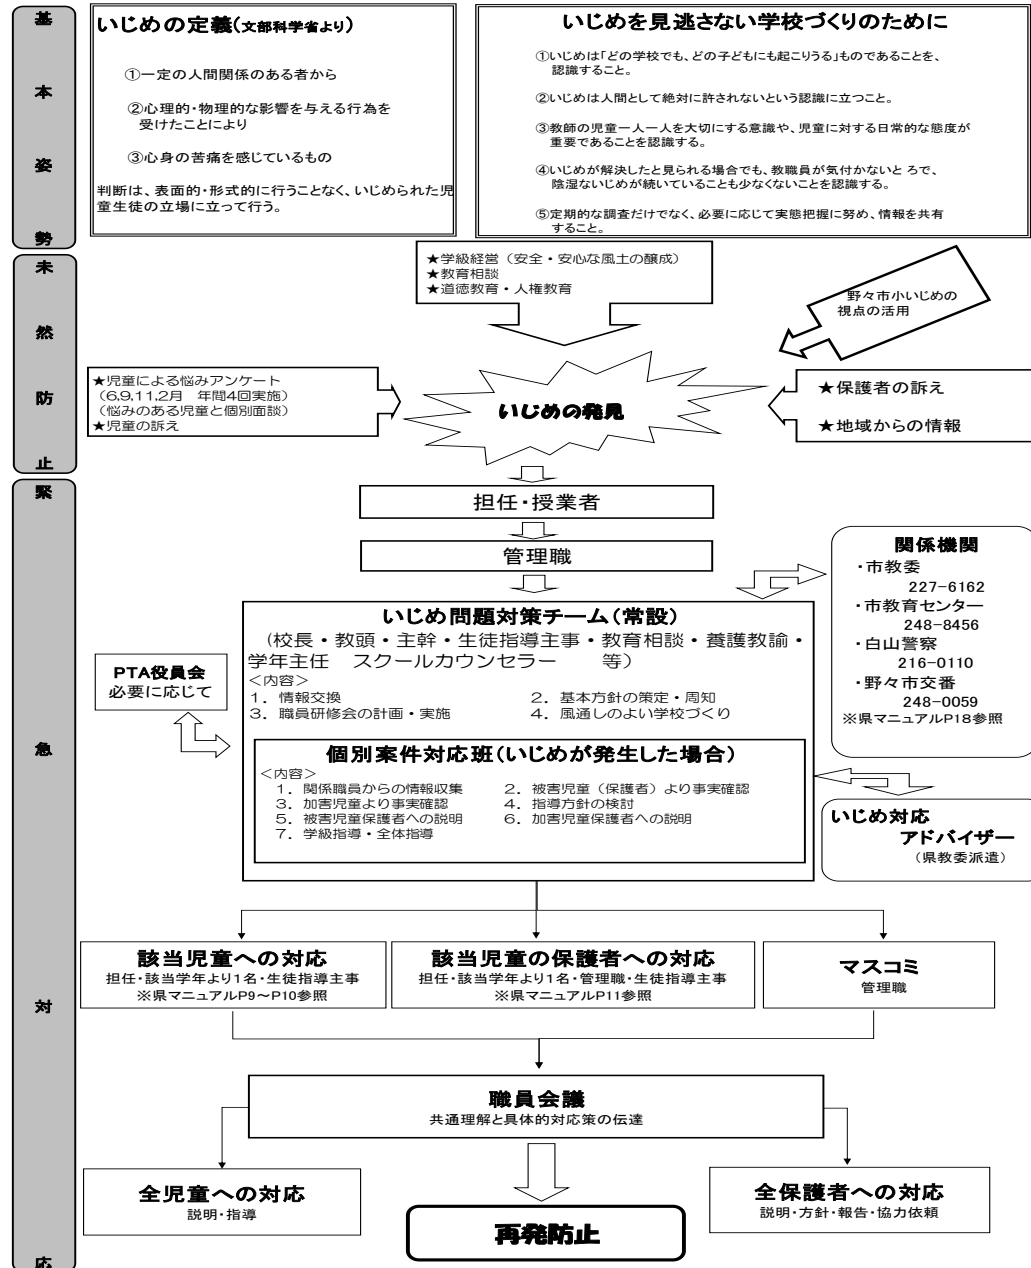 基本姿勢
いじめの定義(文部科学省より)
①一定の人間関係のある者から
②心理的・物理的な影響を与える行為を
受けたことにより
③心身の苦痛を感じているもの
判断は、表面的・形式的に行うことなく、いじめられた児
童生徒の立場に立って行う。
いじめを見逃さない学校づくりのために
①いじめは「どの学校でも、どの子どもにも起こりうる」ものであることを、
認識すること。
②いじめは人間として絶対に許されないという認識に立つこと。
③教師の児童一人一人を大切にする意識や、児童に対する日常的な態度が
重要であることを認識する。
④いじめが解決したと見られる場合でも、教職員が気付かないと ろで、
陰湿ないじめが続いていることも少なくないことを認識する。
⑤定期的な調査だけでなく、必要に応じて実態把握に努め、情報を共有
すること。
未然防止
★学級経営（安全・安心な風土の醸成）
★教育相談
★道徳教育・人権教育
野々市小いじめの
視点の活用
★児童による悩みアンケート
（6,9,11,2月　年間4回実施）
（悩みのある児童と個別面談）
★児童の訴え
いじめの発見
★保護者の訴え
★地域からの情報
緊急対応
担任・授業者
管理職
関係機関
・市教委
227-6162
・市教育センター
248-8456
・白山警察
216-0110
・野々市交番
248-0059
※県マニュアルP18参照
いじめ問題対策チーム（常設）
（校長・教頭・主幹・生徒指導主事・教育相談・養護教諭・
学年主任　スクールカウンセラー　　等）
＜内容＞
1．情報交換　2．基本方針の策定・周知
3．職員研修会の計画・実施　4．風通しのよい学校づくり
PTA役員会
必要に応じて
個別案件対応班（いじめが発生した場合）
＜内容＞
1．関係職員からの情報収集　2．被害児童（保護者）より事実確認
3．加害児童より事実確認　4．指導方針の検討
5．被害児童保護者への説明　6．加害児童保護者への説明
7．学級指導・全体指導
いじめ対応
アドバイザー
（県教委派遣）
該当児童への対応
担任・該当学年より1名・生徒指導主事
※県マニュアルP9～P10参照
該当児童の保護者への対応
担任・該当学年より1名・管理職・生徒指導主事
※県マニュアルP11参照
マスコミ
管理職
職員会議
共通理解と具体的対応策の伝達
全児童への対応
説明・指導
再発防止
全保護者への対応
説明・方針・報告・協力依頼